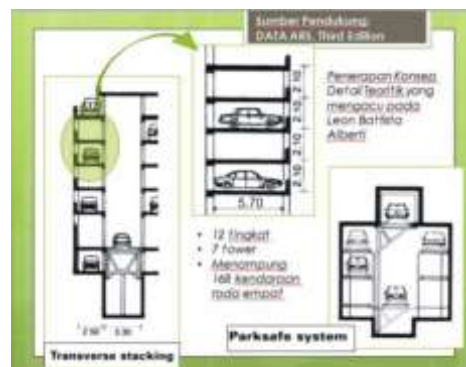 Sumber Pendukung:
DATA ARS. Third Edition
Penerapan Konsep
Detail Teoritik yang
mengacu pada
Leon Battista
Alberti
2.10
2.10
2.10
2.10
5.70
• 12 tingkat
• 7 tower
• Menampung
168 kendaraan
roda empat
Transverse stacking
Parksafe system